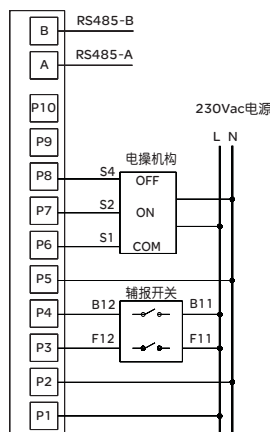 B RS485-B
A RS485-A
P10
230Vac电源
P9
L N
电操机构
P8 S4 OFF
P7 S2 ON
P6 S1 COM
P5
辅报开关
P4 B12 B11
P3 F12 F11
P2
P1